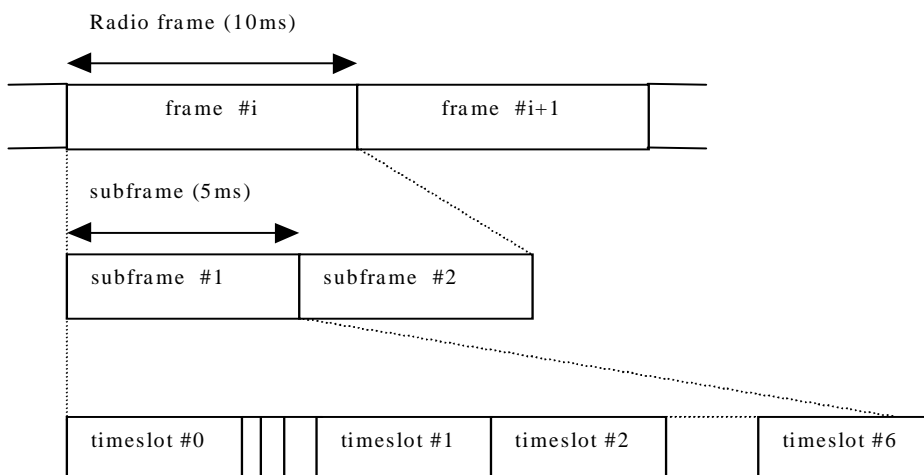 Radio frame (10ms)
frame #i frame #i+1
subframe (5ms)
subframe #1 subframe #2
timeslot #0 timeslot #1 timeslot #2 timeslot #6